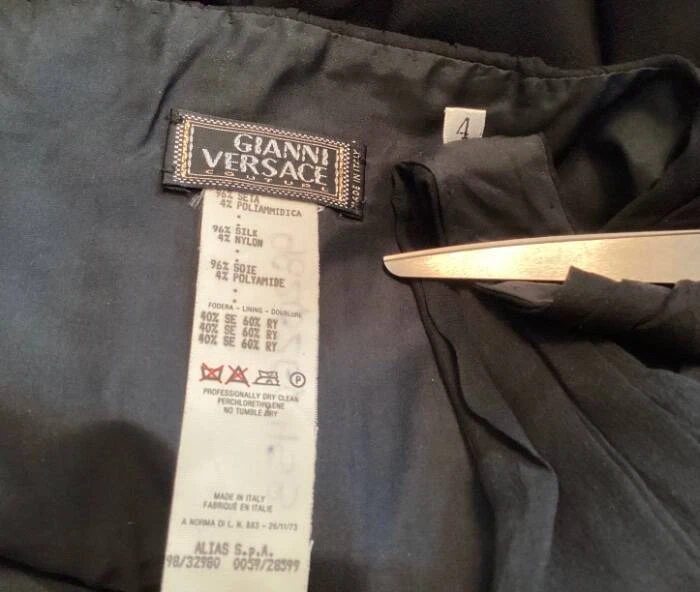 GIANNI
VERSACE
COUTURE
MADE IN ITALY
4
96% SETA
4% POLIAMMIDICA
96% SILK
4% NYLON
96% SOIE
4% POLYAMIDE
FODERA - LINING - DOUBLURE
40% SE 60% RY
40% SE 60% RY
40% SE 60% RY
P
PROFESSIONALLY DRY CLEAN
PERCHLORETHYLENE
NO TUMBLE DRY
MADE IN ITALY
FABRIQUÉ EN ITALIE
A NORMA DI L. N. 883 - 26/11/73
ALIAS S.p.A.
98/32980 0059/28599